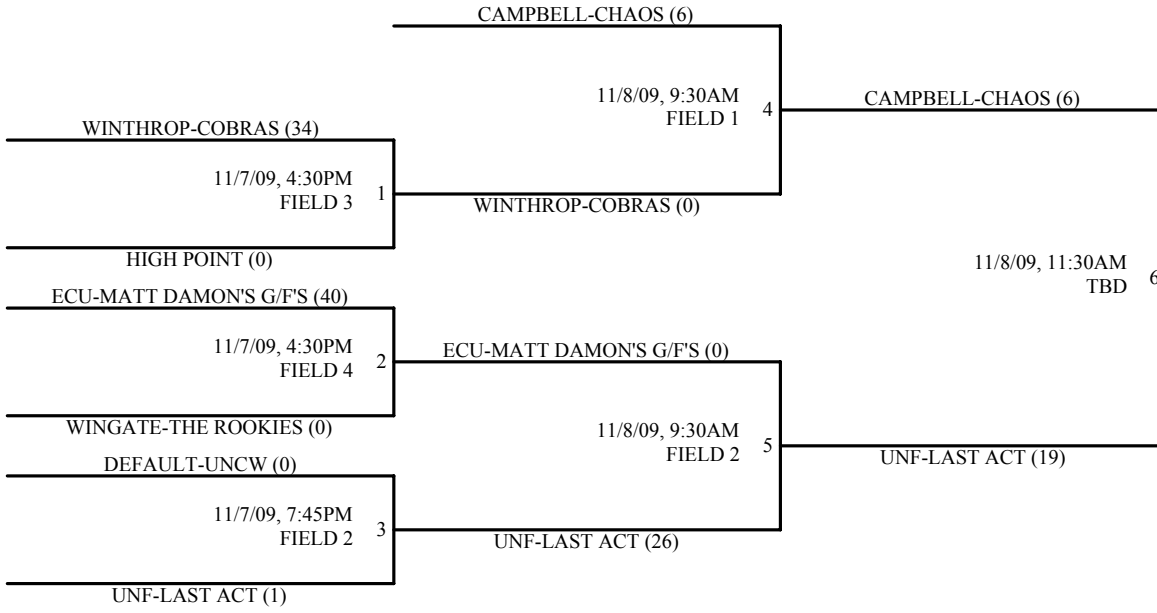 CAMPBELL-CHAOS (6)
11/8/09, 9:30AM
FIELD 1
4
CAMPBELL-CHAOS (6)
WINTHROP-COBRAS (34)
11/7/09, 4:30PM
FIELD 3
1
WINTHROP-COBRAS (0)
HIGH POINT (0)
11/8/09, 11:30AM
TBD
6
ECU-MATT DAMON'S G/F'S (40)
11/7/09, 4:30PM
FIELD 4
2
ECU-MATT DAMON'S G/F'S (0)
WINGATE-THE ROOKIES (0)
11/8/09, 9:30AM
FIELD 2
5
UNF-LAST ACT (19)
DEFAULT-UNCW (0)
11/7/09, 7:45PM
FIELD 2
3
UNF-LAST ACT (26)
UNF-LAST ACT (1)